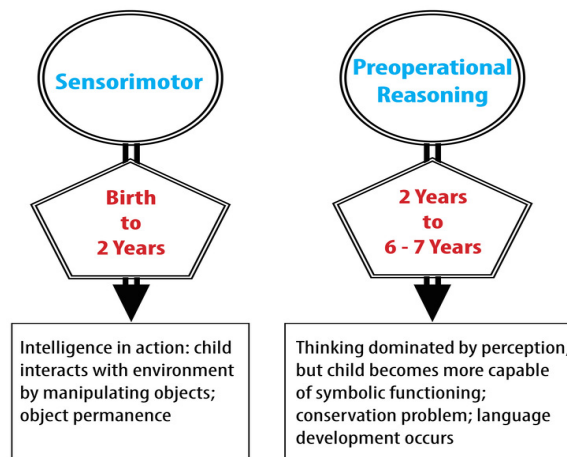 Sensorimotor
Birth
to
2 Years
Intelligence in action: child
interacts with environment
by manipulating objects;
object permanence
Preoperational
Reasoning
2 Years
to
6 - 7 Years
Thinking dominated by perception,
but child becomes more capable
of symbolic functioning;
conservation problem; language
development occurs